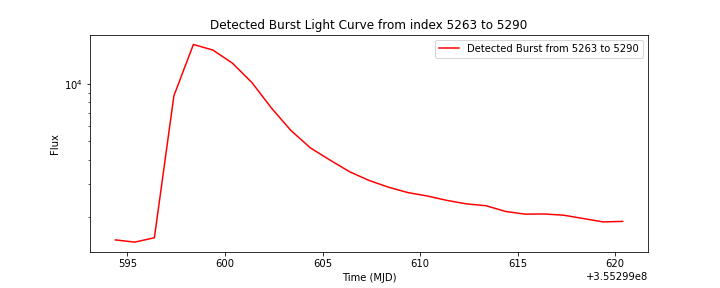 Detected Burst Light Curve from index 5263 to 5290
Detected Burst from 5263 to 5290
10⁴
Flux
595 600 605 610 615 620
Time (MJD)
+3.55299e8